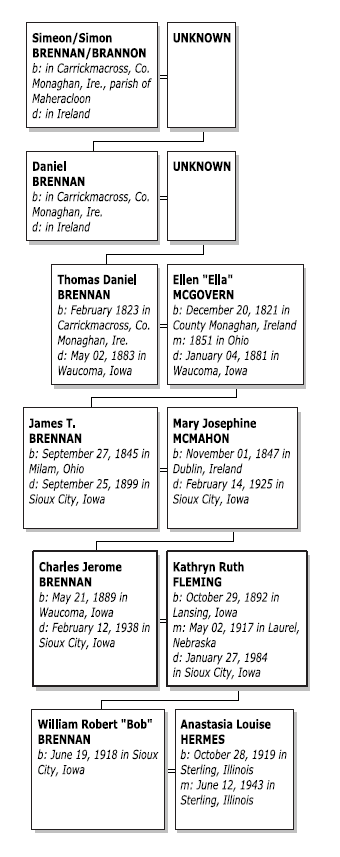 Simeon/Simon
BRENNAN/BRANNON
b: in Carrickmacross, Co.
Monaghan, Ire., parish of
Maheracloon
d: in Ireland
UNKNOWN
Daniel
BRENNAN
b: in Carrickmacross, Co.
Monaghan, Ire.
d: in Ireland
UNKNOWN
Thomas Daniel
BRENNAN
b: February 1823 in
Carrickmacross, Co.
Monaghan, Ire.
d: May 02, 1883 in
Waucoma, Iowa
Ellen "Ella"
MCGOVERN
b: December 20, 1821 in
County Monaghan, Ireland
m: 1851 in Ohio
d: January 04, 1881 in
Waucoma, Iowa
James T.
BRENNAN
b: September 27, 1845 in
Milam, Ohio
d: September 25, 1899 in
Sioux City, Iowa
Mary Josephine
MCMAHON
b: November 01, 1847 in
Dublin, Ireland
d: February 14, 1925 in
Sioux City, Iowa
Charles Jerome
BRENNAN
b: May 21, 1889 in
Waucoma, Iowa
d: February 12, 1938 in
Sioux City, Iowa
Kathryn Ruth
FLEMING
b: October 29, 1892 in
Lansing, Iowa
m: May 02, 1917 in Laurel,
Nebraska
d: January 27, 1984
in Sioux City, Iowa
William Robert "Bob"
BRENNAN
b: June 19, 1918 in Sioux
City, Iowa
Anastasia Louise
HERMES
b: October 28, 1919 in
Sterling, Illinois
m: June 12, 1943 in
Sterling, Illinois